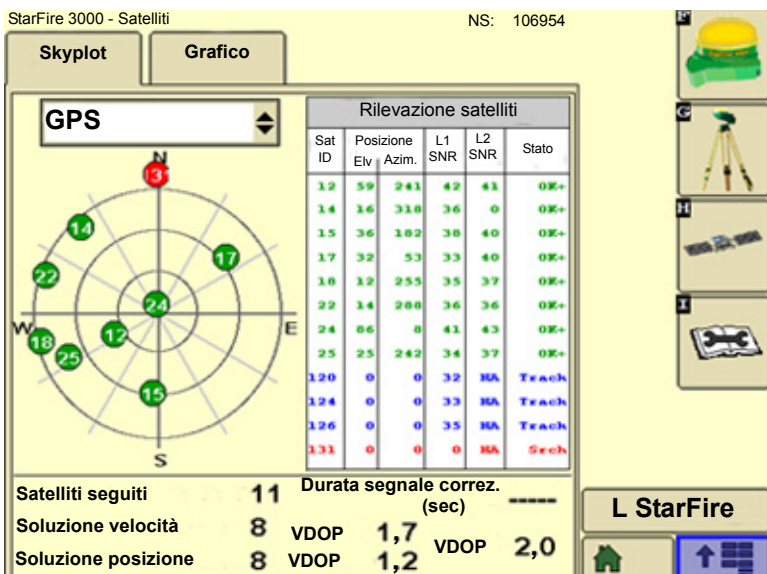 StarFire 3000 - Satelliti NS: 106954
Skyplot Grafico
GPS
Rilevazione satelliti
Sat ID Posizione Elv Azim. L1 SNR L2 SNR Stato
12 59 241 42 41 OK+
14 16 318 36 0 OK+
15 36 182 38 40 OK+
17 32 53 33 40 OK+
18 12 255 35 37 OK+
22 14 288 36 36 OK+
24 86 8 41 43 OK+
25 25 242 34 37 OK+
120 0 0 32 NA Track
124 0 0 33 NA Track
126 0 0 35 NA Track
131 0 0 0 NA Srch
N
14
17
22
24
W
E
12
18
25
15
S
Satelliti seguiti 11 Durata segnale correz. (sec) -----
Soluzione velocità 8 VDOP 1,7
VDOP 2,0
Soluzione posizione 8 VDOP 1,2
F
G
H
I
L StarFire